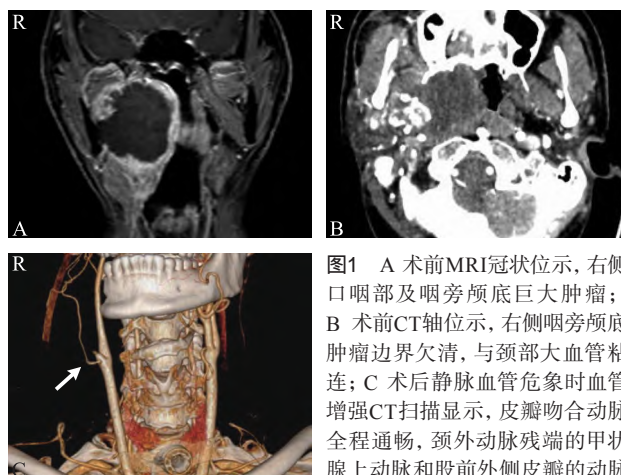 R
A
R
B
R
C
图1 A 术前MRI冠状位示,右侧
口咽部及咽旁颅底巨大肿瘤;
B 术前CT轴位示,右侧咽旁颅底
肿瘤边界欠清,与颈部大血管粘
连;C 术后静脉血管危象时血管
增强CT扫描显示,皮瓣吻合动脉
全程通畅,颈外动脉残端的甲状
腺上动脉和股前外侧皮瓣的动脉